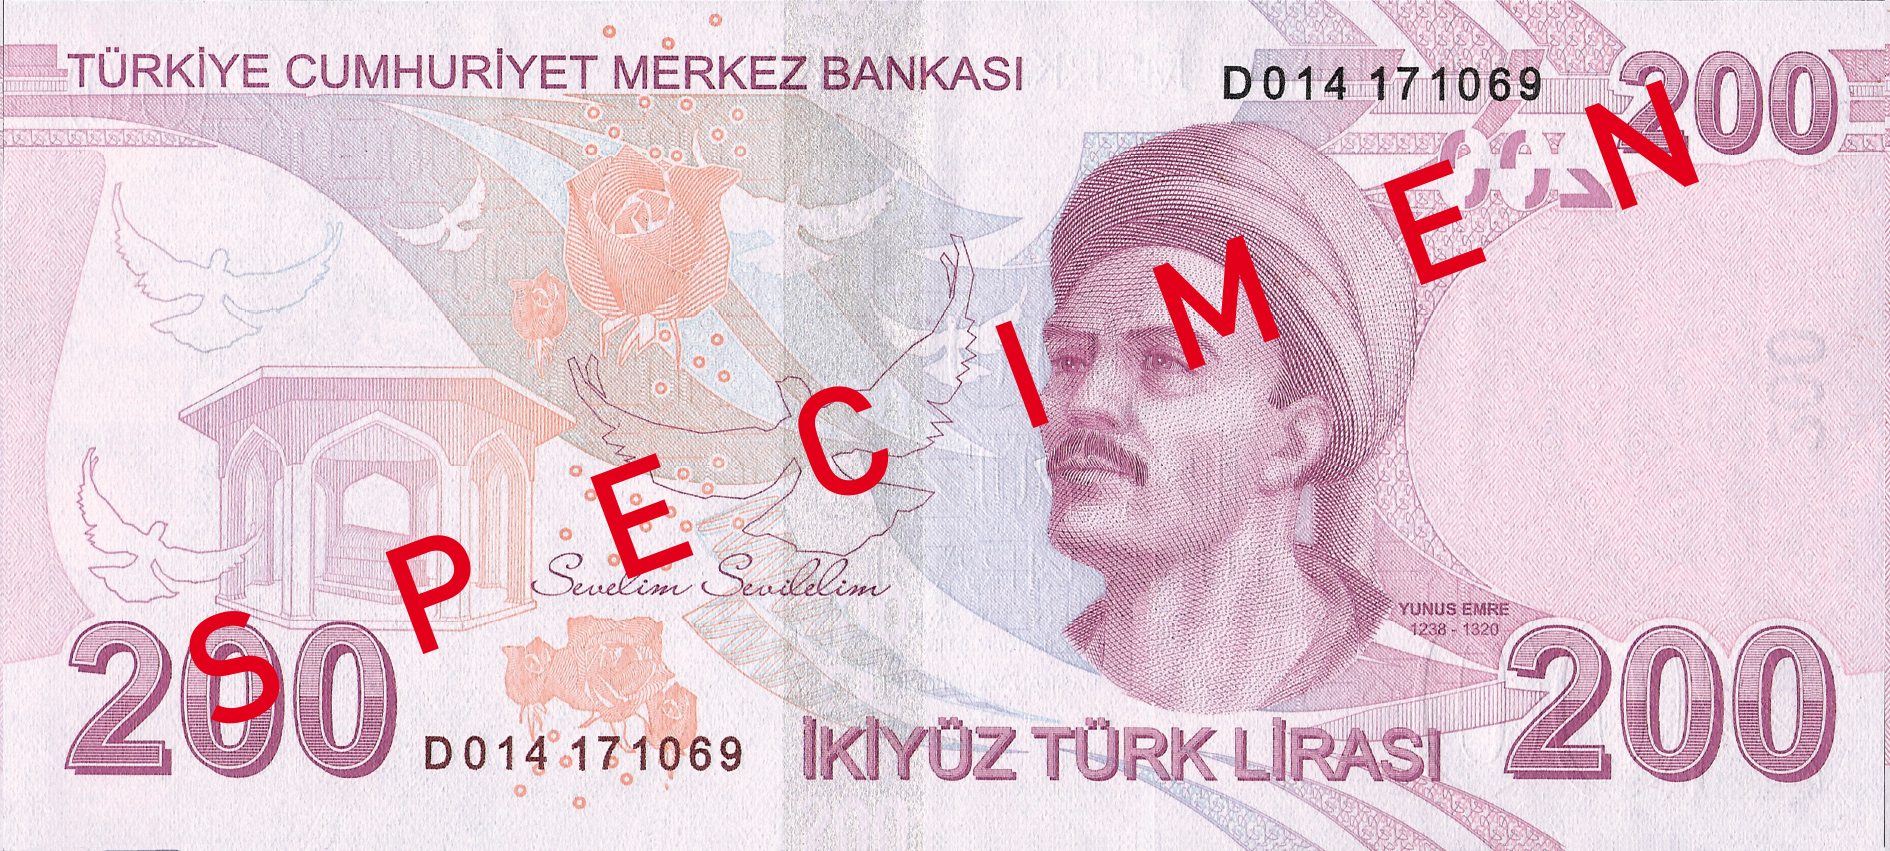 TÜRKİYE CUMHURİYET MERKEZ BANKASI
D014 171069
200
SPECIMEN
Sevelim Sevilelim
YUNUS EMRE
1238 - 1320
200
D014 171069
İKİYÜZ TÜRK LİRASI
200